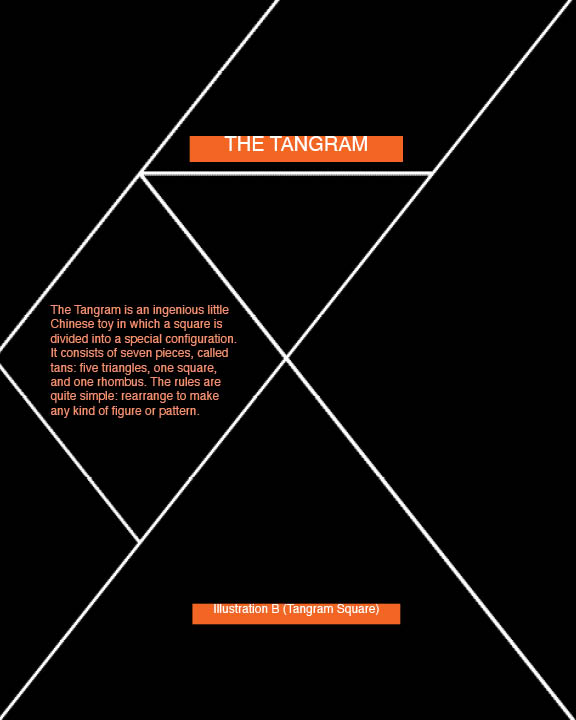 THE TANGRAM
The Tangram is an ingenious little
Chinese toy in which a square is
divided into a special configuration.
It consists of seven pieces, called
tans: five triangles, one square,
and one rhombus. The rules are
quite simple: rearrange to make
any kind of figure or pattern.
Illustration B (Tangram Square)